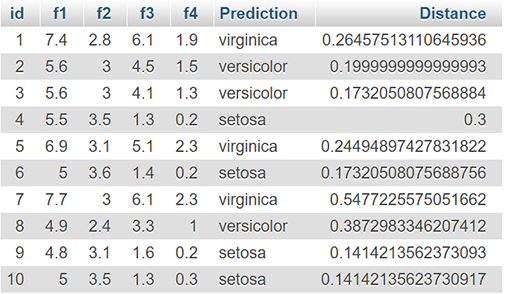 id f1 f2 f3 f4 Prediction Distance
1 7.4 2.8 6.1 1.9 virginica 0.26457513110645936
2 5.6 3 4.5 1.5 versicolor 0.1999999999999993
3 5.6 3 4.1 1.3 versicolor 0.1732050807568884
4 5.5 3.5 1.3 0.2 setosa 0.3
5 6.9 3.1 5.1 2.3 virginica 0.24494897427831822
6 5 3.6 1.4 0.2 setosa 0.17320508075688756
7 7.7 3 6.1 2.3 virginica 0.5477225575051662
8 4.9 2.4 3.3 1 versicolor 0.3872983346207412
9 4.8 3.1 1.6 0.2 setosa 0.1414213562373093
10 5 3.5 1.3 0.3 setosa 0.14142135623730917